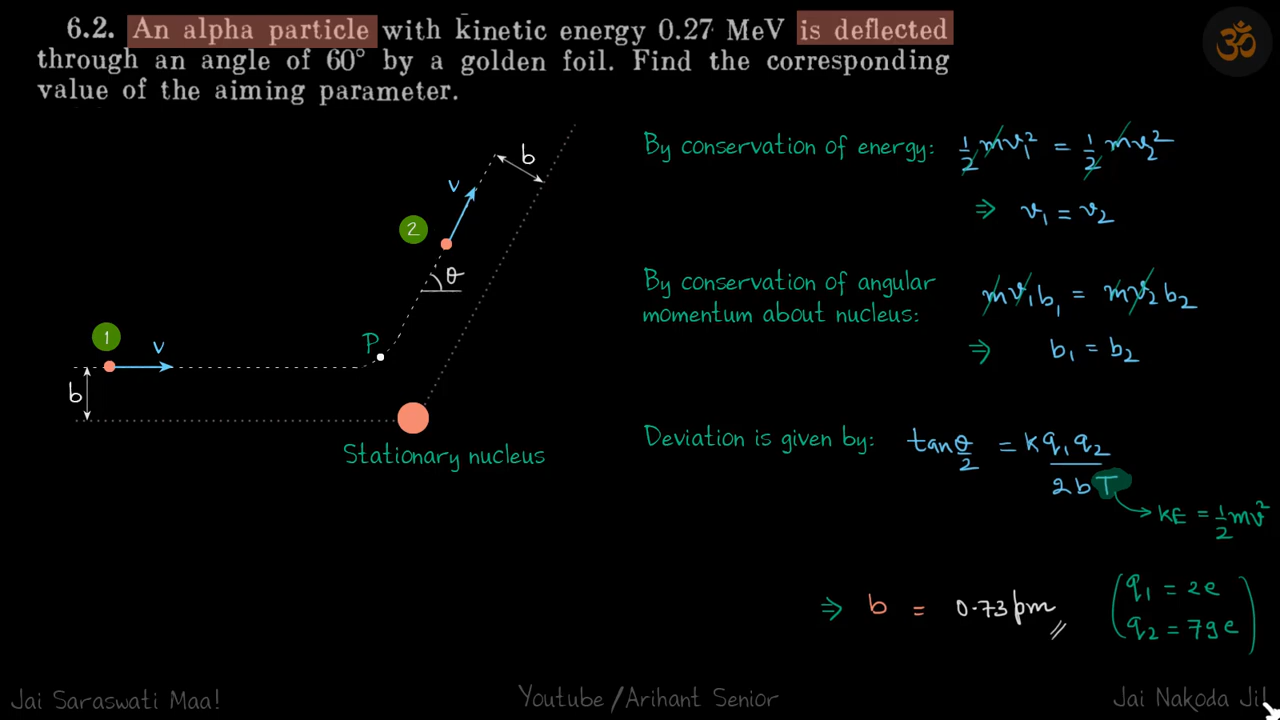 6.2. An alpha particle with kinetic energy 0.27 MeV is deflected
through an angle of 60° by a golden foil. Find the corresponding
value of the aiming parameter.
ॐ
By conservation of energy: 1/2 mv₁² = 1/2 mv₂²
⇒ v₁ = v₂
b
v
2
θ
By conservation of angular
momentum about nucleus: mv₁b₁ = mv₂b₂
⇒ b₁ = b₂
1
v
P
b
Stationary nucleus
Deviation is given by: tan θ/2 = kq₁q₂/2bT
KE = 1/2 mv²
⇒ b = 0.73 pm
(q₁ = 2e
q₂ = 79e)
Jai Saraswati Maa! Youtube/Arihant Senior Jai Nakoda Ji!